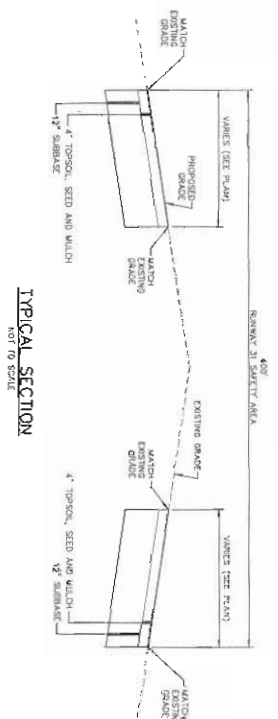 400'
RUNWAY 31 SAFETY AREA
VARIES (SEE PLAN)
VARIES (SEE PLAN)
MATCH
EXISTING
GRADE
PROPOSED
GRADE
MATCH
EXISTING
GRADE
EXISTING GRADE
MATCH
EXISTING
GRADE
MATCH
EXISTING
GRADE
4" TOPSOIL, SEED AND MULCH
12" SUBBASE
4" TOPSOIL, SEED AND MULCH
12" SUBBASE
TYPICAL SECTION
NOT TO SCALE